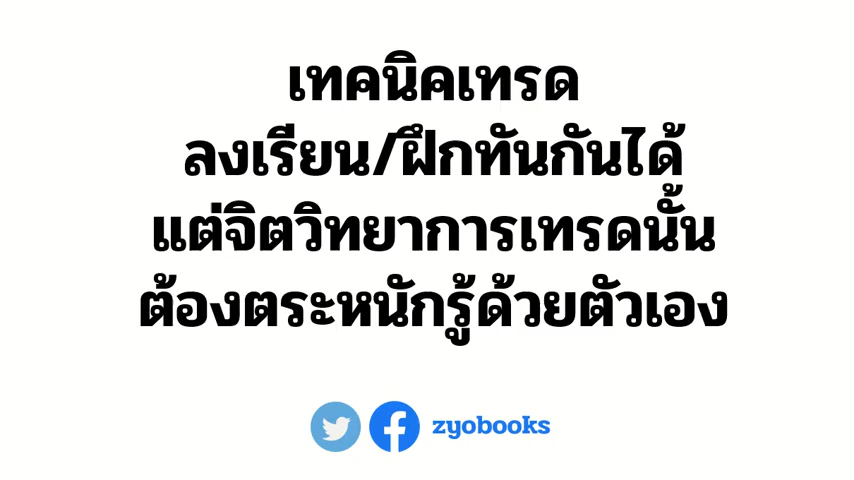 เทคนิคเทรด
ลงเรียน/ฝึกทันกันได้
แต่จิตวิทยาการเทรดนั้น
ต้องตระหนักรู้ด้วยตัวเอง
zyobooks